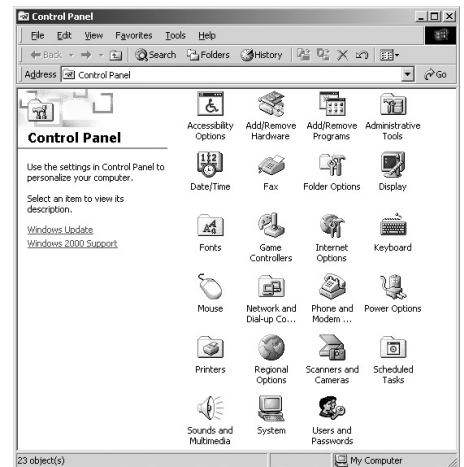 Control Panel
File Edit View Favorites Tools Help
Back Search Folders History
Address Control Panel Go
Control Panel
Use the settings in Control Panel to
personalize your computer.
Select an item to view its
description.
Windows Update
Windows 2000 Support
Accessibility
Options
Add/Remove
Hardware
Add/Remove
Programs
Administrative
Tools
Date/Time
Fax
Folder Options
Display
Fonts
Game
Controllers
Internet
Options
Keyboard
Mouse
Network and
Dial-up Co...
Phone and
Modem ...
Power Options
Printers
Regional
Options
Scanners and
Cameras
Scheduled
Tasks
Sounds and
Multimedia
System
Users and
Passwords
23 object(s) My Computer